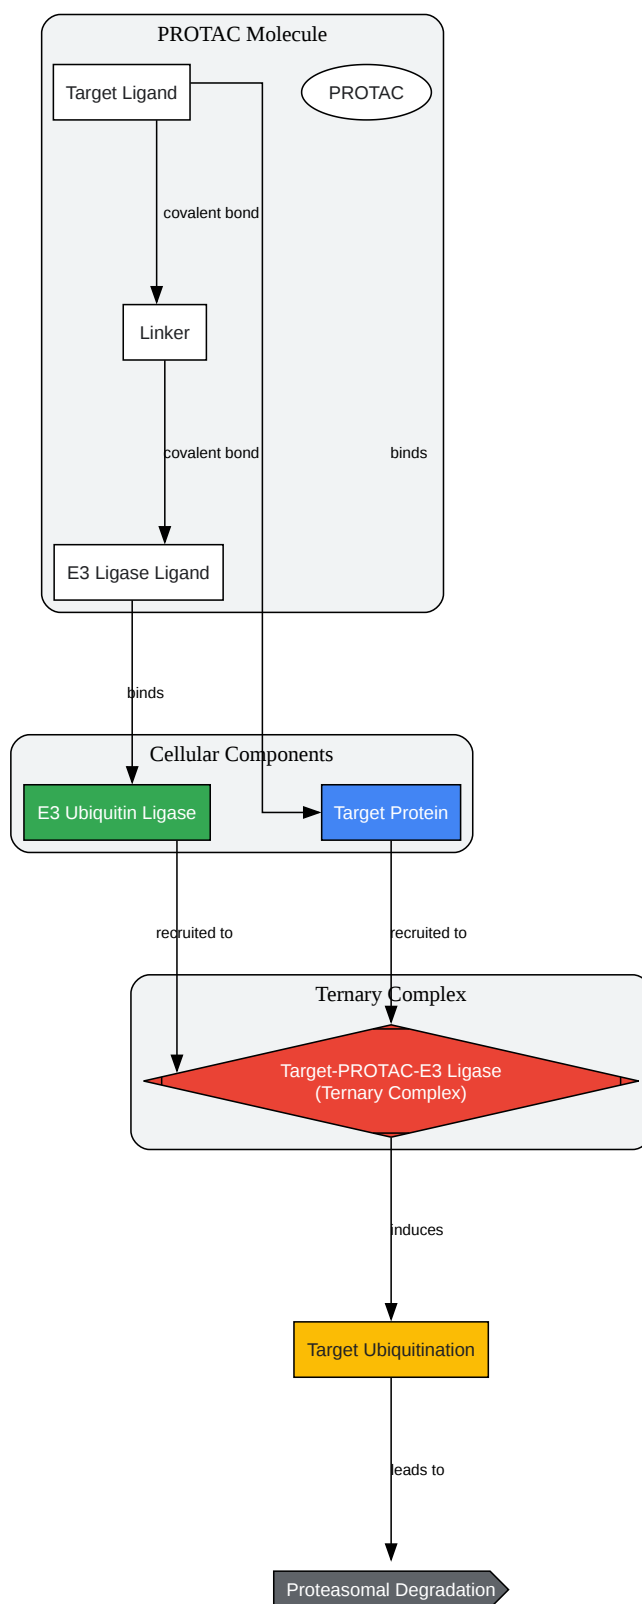 PROTAC Molecule
Target Ligand
PROTAC
covalent bond
Linker
covalent bond
binds
E3 Ligase Ligand
binds
Cellular Components
E3 Ubiquitin Ligase
Target Protein
recruited to
recruited to
Ternary Complex
Target-PROTAC-E3 Ligase
(Ternary Complex)
induces
Target Ubiquitination
leads to
Proteasomal Degradation